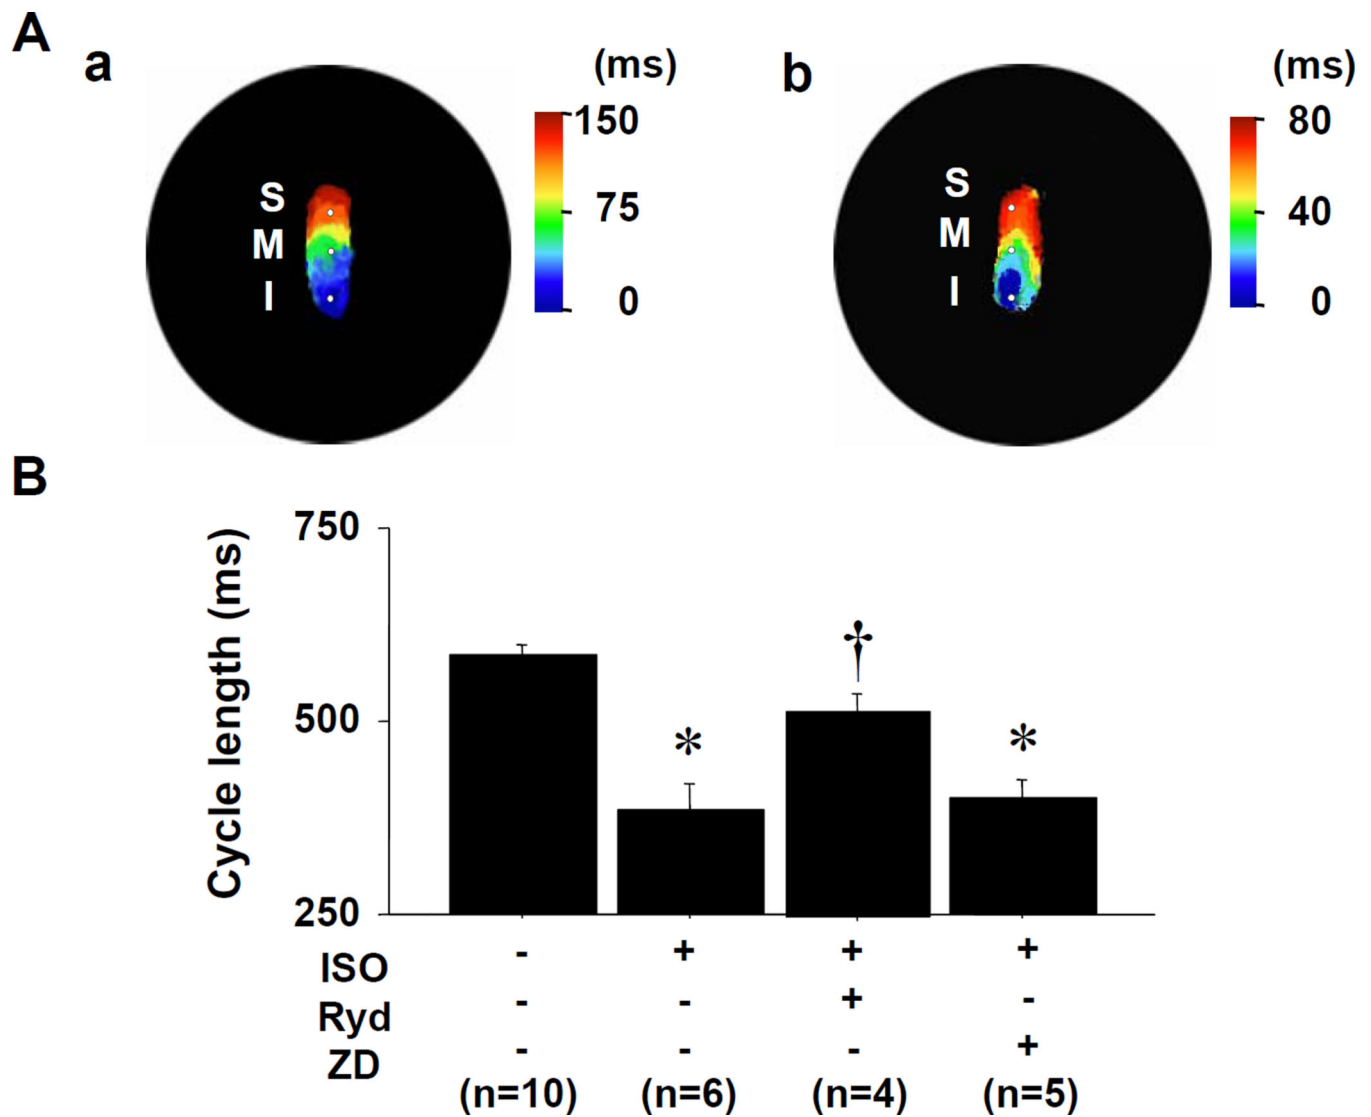 A
a
(ms)
150
75
0
S
M
I
b
(ms)
80
40
0
S
M
I
B
Cycle length (ms)
750
500
250
*
†
*
ISO - + + +
Ryd - - + -
ZD - - - +
(n=10) (n=6) (n=4) (n=5)